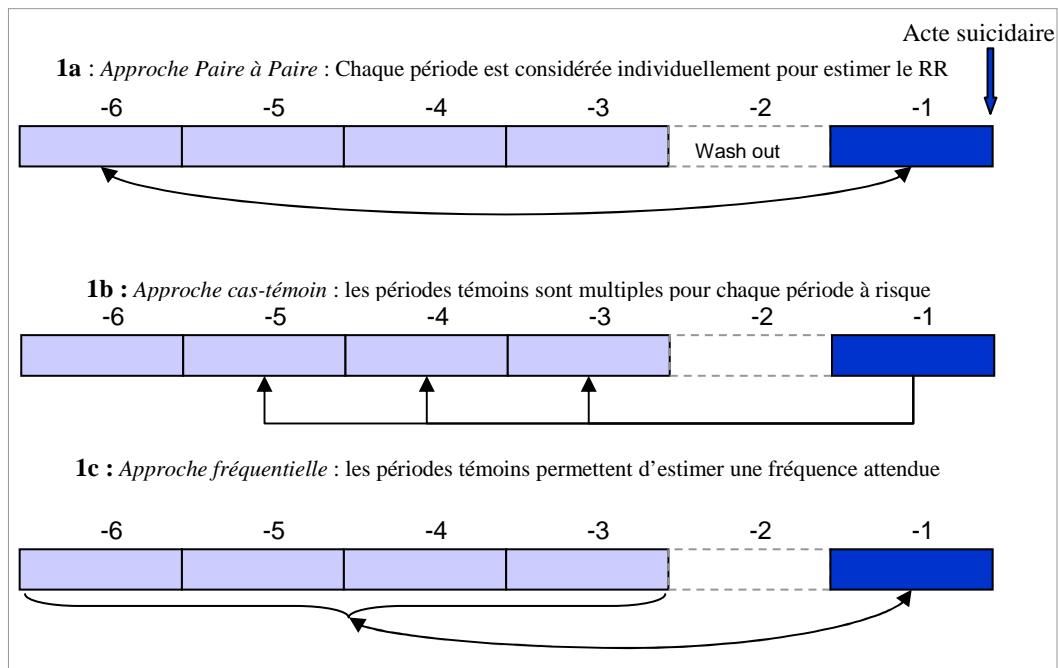 Acte suicidaire
1a : Approche Paire à Paire : Chaque période est considérée individuellement pour estimer le RR
-6 -5 -4 -3 -2 -1
Wash out
1b : Approche cas-témoin : les périodes témoins sont multiples pour chaque période à risque
-6 -5 -4 -3 -2 -1
1c : Approche fréquentielle : les périodes témoins permettent d’estimer une fréquence attendue
-6 -5 -4 -3 -2 -1